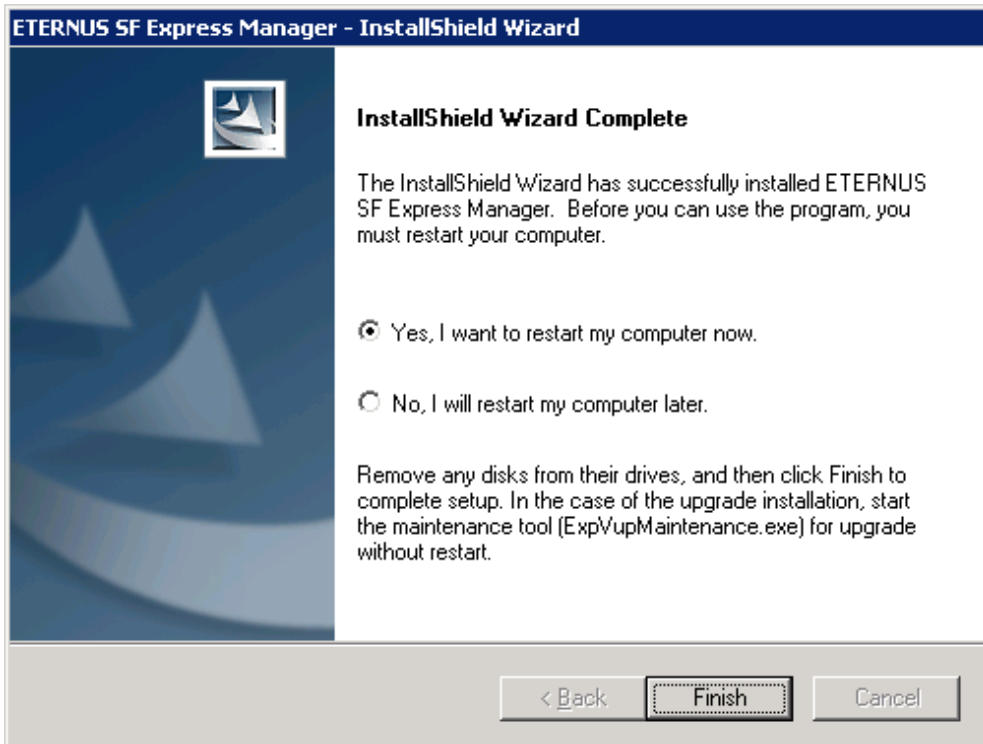 ETERNUS SF Express Manager - InstallShield Wizard
InstallShield Wizard Complete
The InstallShield Wizard has successfully installed ETERNUS
SF Express Manager.  Before you can use the program, you
must restart your computer.
Yes, I want to restart my computer now.
No, I will restart my computer later.
Remove any disks from their drives, and then click Finish to
complete setup. In the case of the upgrade installation, start
the maintenance tool (ExpVupMaintenance.exe) for upgrade
without restart.
< Back
Finish
Cancel